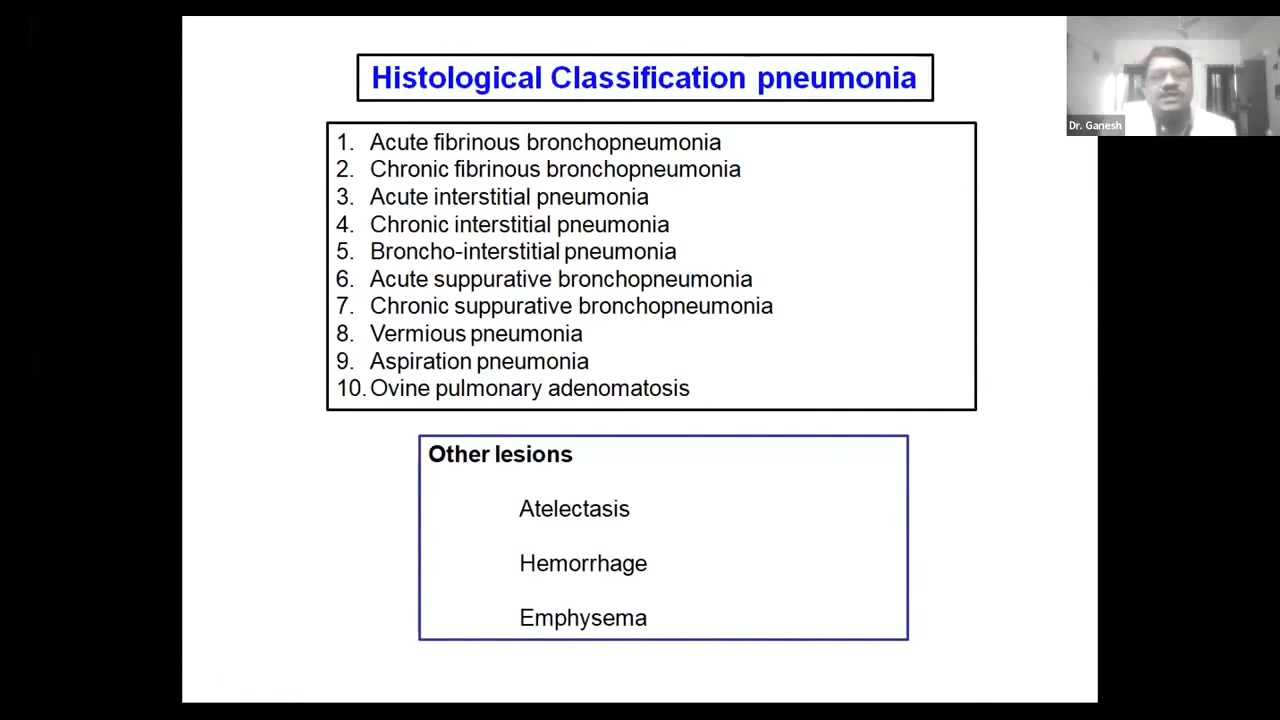 Histological Classification pneumonia
Dr. Ganesh
1. Acute fibrinous bronchopneumonia
2. Chronic fibrinous bronchopneumonia
3. Acute interstitial pneumonia
4. Chronic interstitial pneumonia
5. Broncho-interstitial pneumonia
6. Acute suppurative bronchopneumonia
7. Chronic suppurative bronchopneumonia
8. Vermious pneumonia
9. Aspiration pneumonia
10. Ovine pulmonary adenomatosis
Other lesions
Atelectasis
Hemorrhage
Emphysema